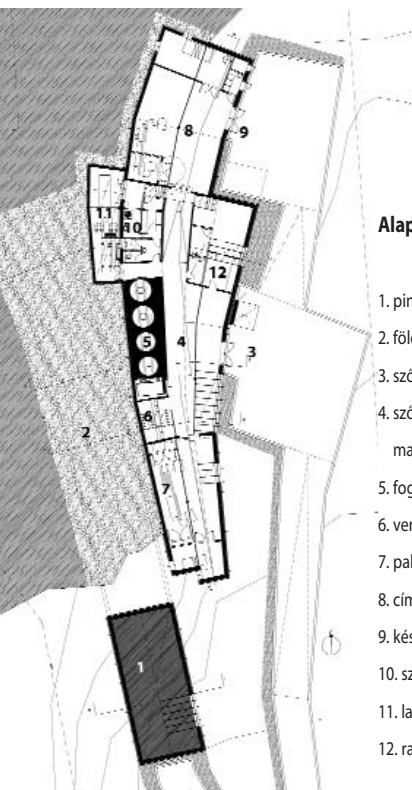 8
9
11
10
12
4
5
3
6
2
7
1
Alap
1. pin
2. föl
3. sző
4. sző
ma
5. fog
6. ver
7. pal
8. cím
9. kés
10. sz
11. la
12. ra